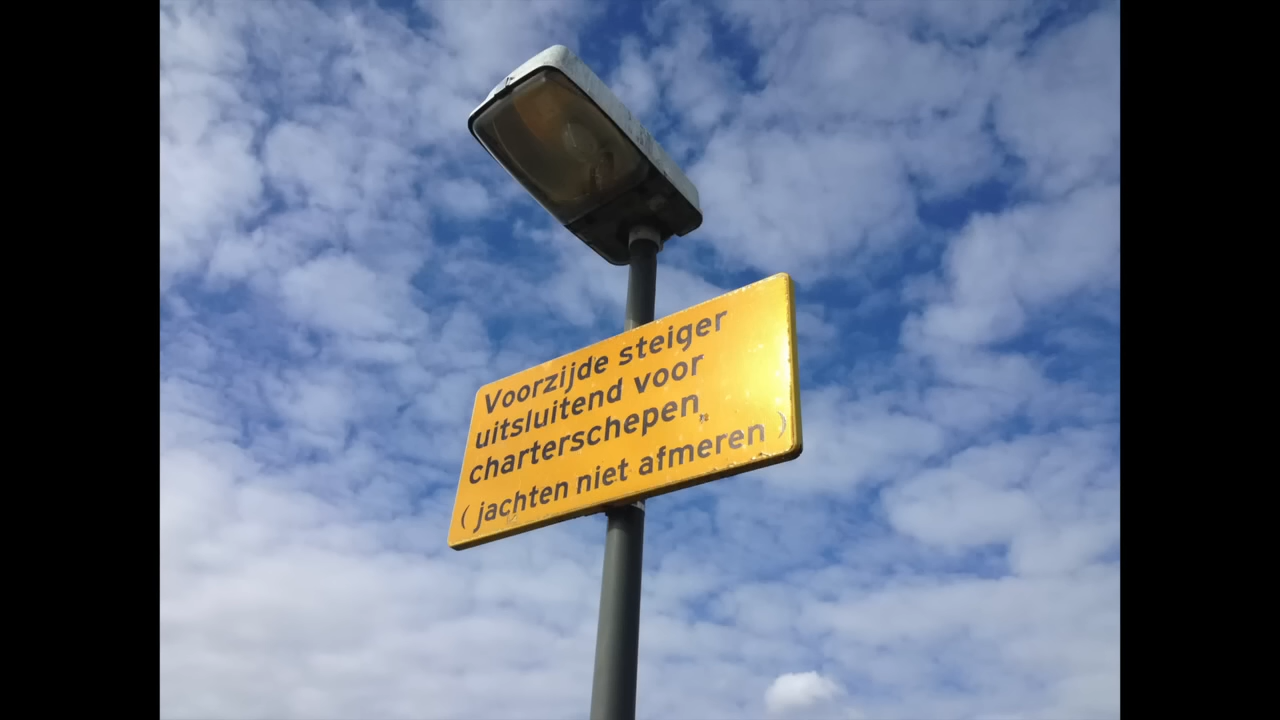 Voorzijde steiger
uitsluitend voor
charterschepen
( jachten niet afmeren )